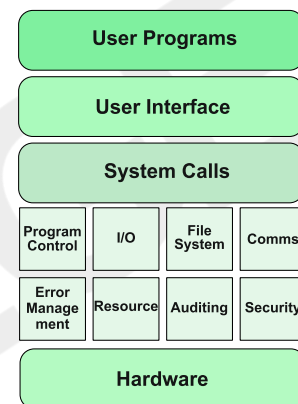 User Programs
User Interface
System Calls
Program
Control
I/O
File
System
Comms
Error
Manage
ment
Resource
Auditing
Security
Hardware